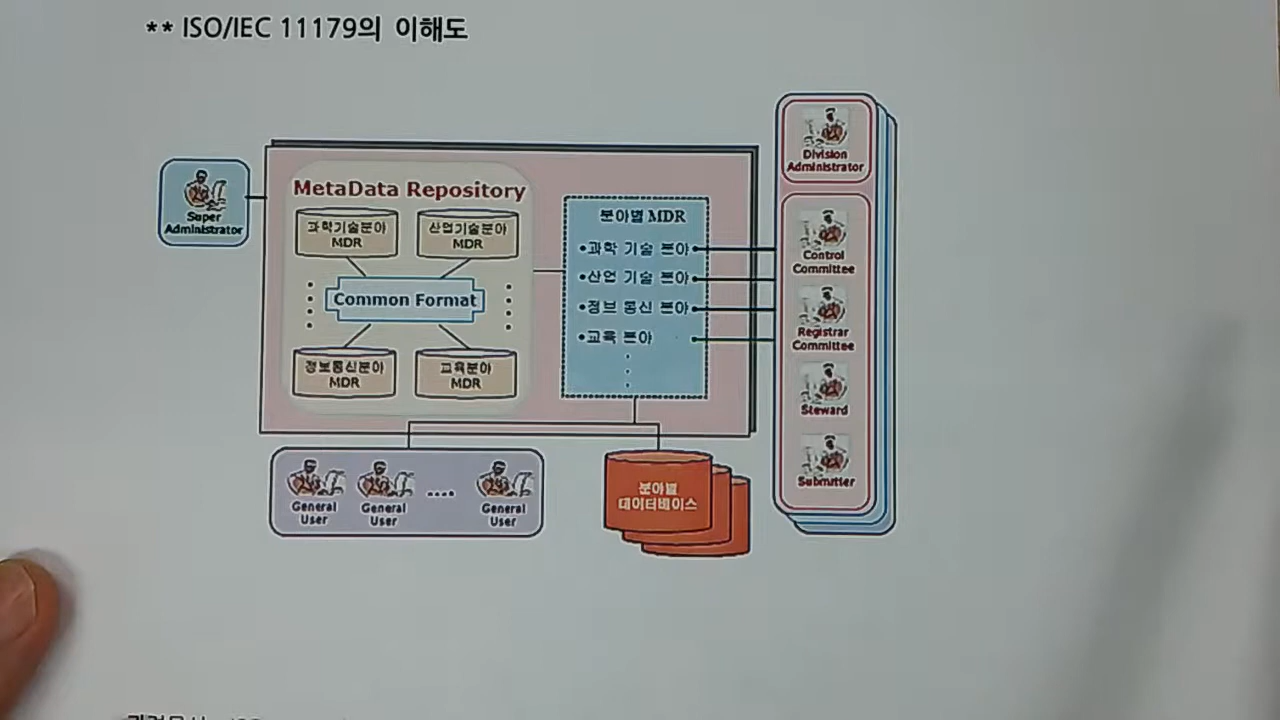 ** ISO/IEC 11179의 이해도
Super
Administrator
MetaData Repository
과학기술분야
MDR
산업기술분야
MDR
Common Format
정보통신분야
MDR
교육분야
MDR
분야별 MDR
•과학 기술 분야
•산업 기술 분야
•정보 통신 분야
•교육 분야
Division
Administrator
Control
Committee
Registrar
Committee
Steward
Submitter
General
User
General
User
....
General
User
분야별
데이터베이스